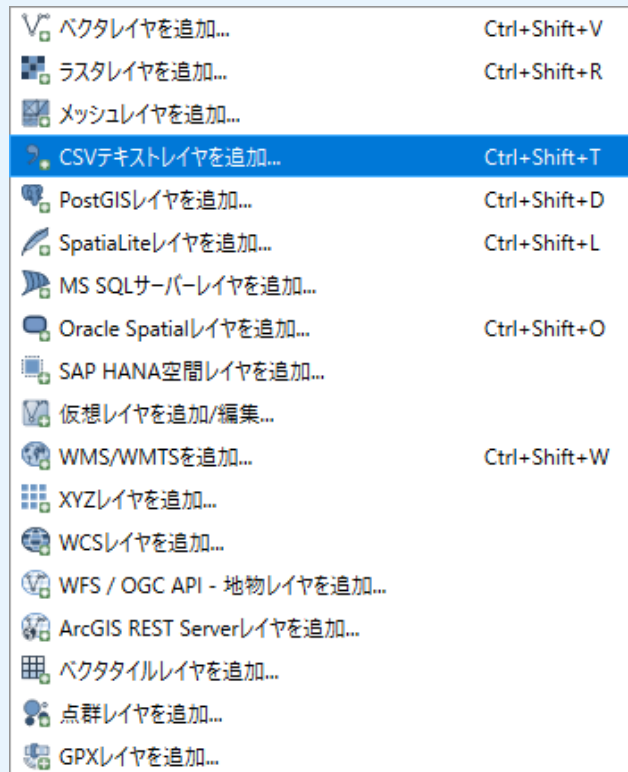 ベクタレイヤを追加... Ctrl+Shift+V
ラスタレイヤを追加... Ctrl+Shift+R
メッシュレイヤを追加...
CSVテキストレイヤを追加... Ctrl+Shift+T
PostGISレイヤを追加... Ctrl+Shift+D
SpatiaLiteレイヤを追加... Ctrl+Shift+L
MS SQLサーバーレイヤを追加...
Oracle Spatialレイヤを追加... Ctrl+Shift+O
SAP HANA空間レイヤを追加...
仮想レイヤを追加/編集...
WMS/WMTSを追加... Ctrl+Shift+W
XYZレイヤを追加...
WCSレイヤを追加...
WFS / OGC API - 地物レイヤを追加...
ArcGIS REST Serverレイヤを追加...
ベクタタイルレイヤを追加...
点群レイヤを追加...
GPXレイヤを追加...